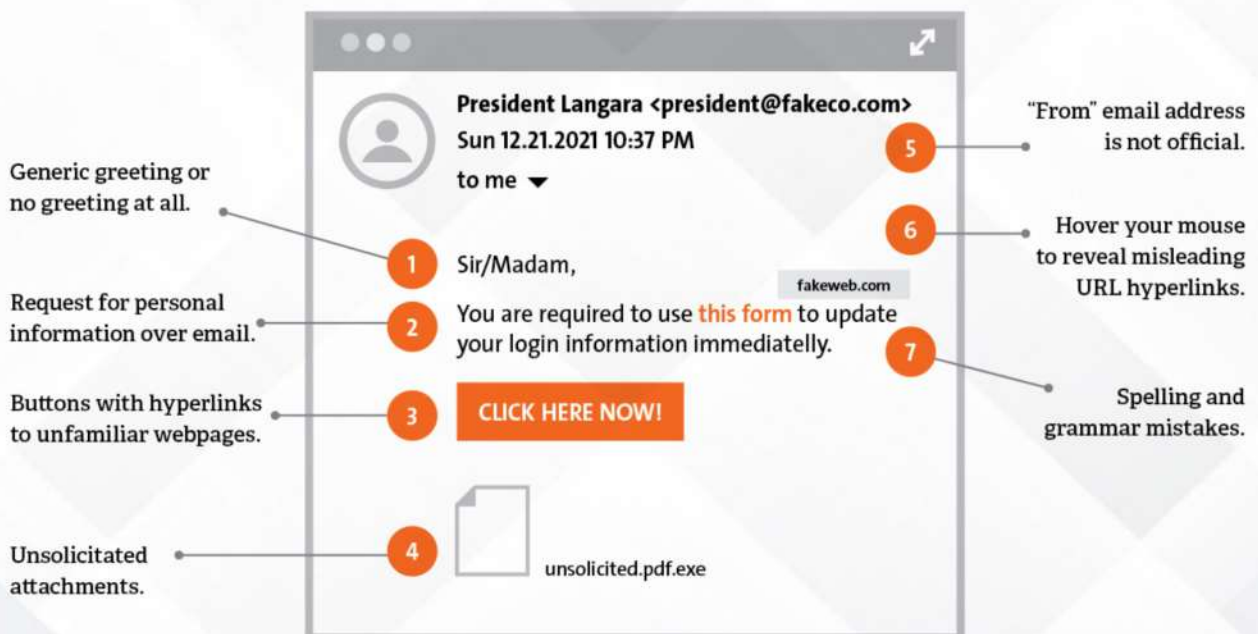 President Langara <president@fakeco.com>
Sun 12.21.2021 10:37 PM
to me
Generic greeting or
no greeting at all.
1
Sir/Madam,
Request for personal
information over email.
2
fakeweb.com
You are required to use this form to update
your login information immediatelly.
Buttons with hyperlinks
to unfamiliar webpages.
3
CLICK HERE NOW!
Unsolicitated
attachments.
4
unsolicited.pdf.exe
5
"From" email address
is not official.
6
Hover your mouse
to reveal misleading
URL hyperlinks.
7
Spelling and
grammar mistakes.